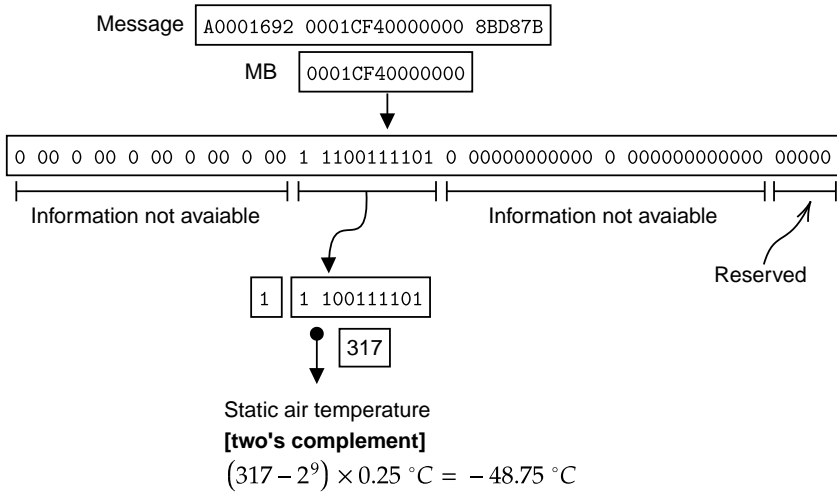 Message A0001692 0001CF40000000 8BD87B
MB 0001CF40000000
0 00 0 00 0 00 0 00 0 00 1 1100111101 0 00000000000 0 000000000000 00000
Information not avaiable
Information not avaiable
Reserved
1 1 100111101
317
Static air temperature
[two's complement]
(317 − 2⁹) × 0.25 °C = − 48.75 °C